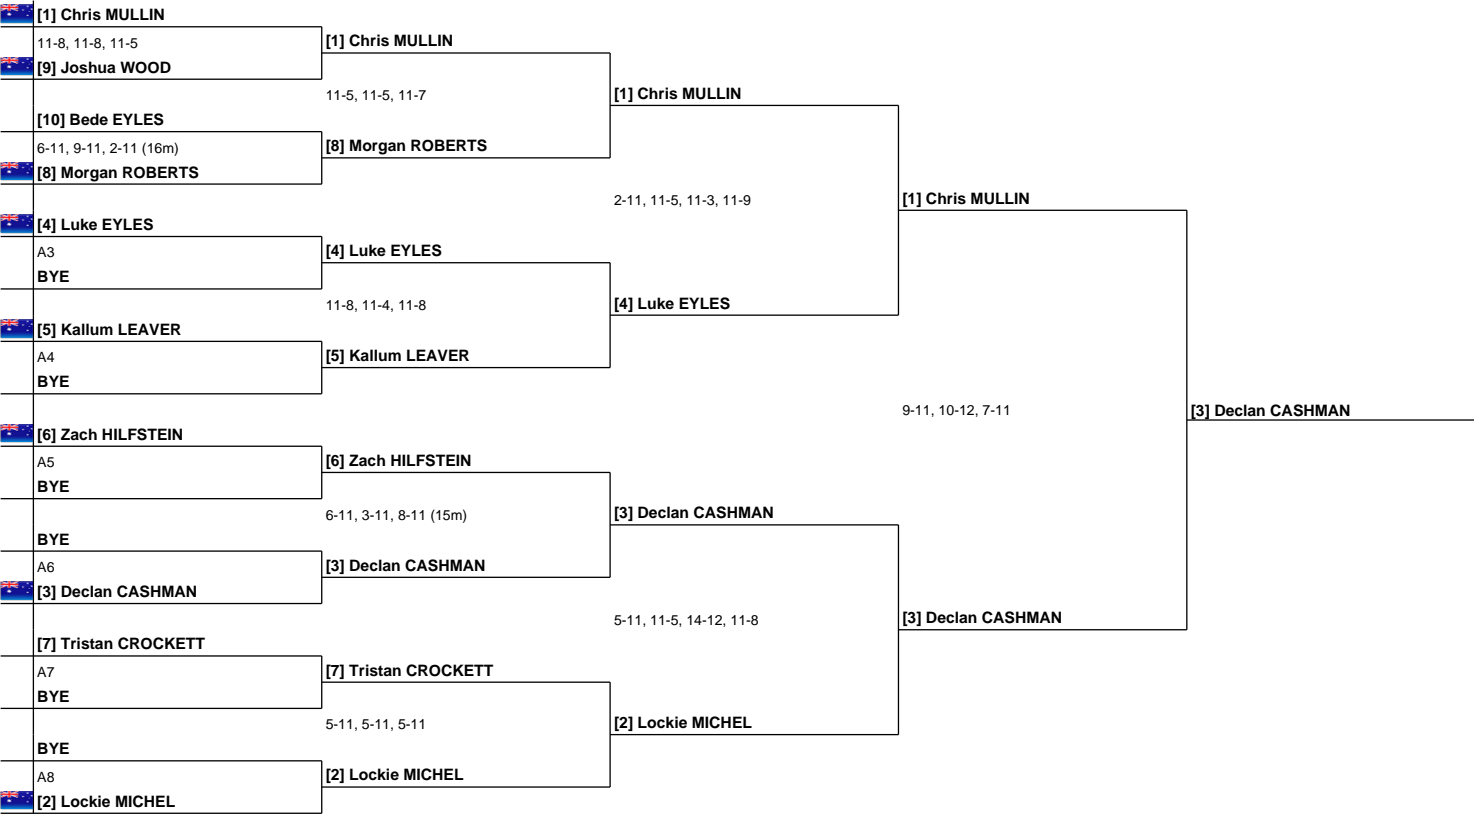 [1] Chris MULLIN
11-8, 11-8, 11-5
[9] Joshua WOOD
[10] Bede EYLES
6-11, 9-11, 2-11 (16m)
[8] Morgan ROBERTS
[4] Luke EYLES
A3
BYE
[5] Kallum LEAVER
A4
BYE
[6] Zach HILFSTEIN
A5
BYE
BYE
A6
[3] Declan CASHMAN
[7] Tristan CROCKETT
A7
BYE
BYE
A8
[2] Lockie MICHEL
[1] Chris MULLIN
11-5, 11-5, 11-7
[8] Morgan ROBERTS
[4] Luke EYLES
11-8, 11-4, 11-8
[5] Kallum LEAVER
[6] Zach HILFSTEIN
6-11, 3-11, 8-11 (15m)
[3] Declan CASHMAN
[7] Tristan CROCKETT
5-11, 5-11, 5-11
[2] Lockie MICHEL
[1] Chris MULLIN
2-11, 11-5, 11-3, 11-9
[4] Luke EYLES
[3] Declan CASHMAN
5-11, 11-5, 14-12, 11-8
[2] Lockie MICHEL
[1] Chris MULLIN
9-11, 10-12, 7-11
[3] Declan CASHMAN
[3] Declan CASHMAN